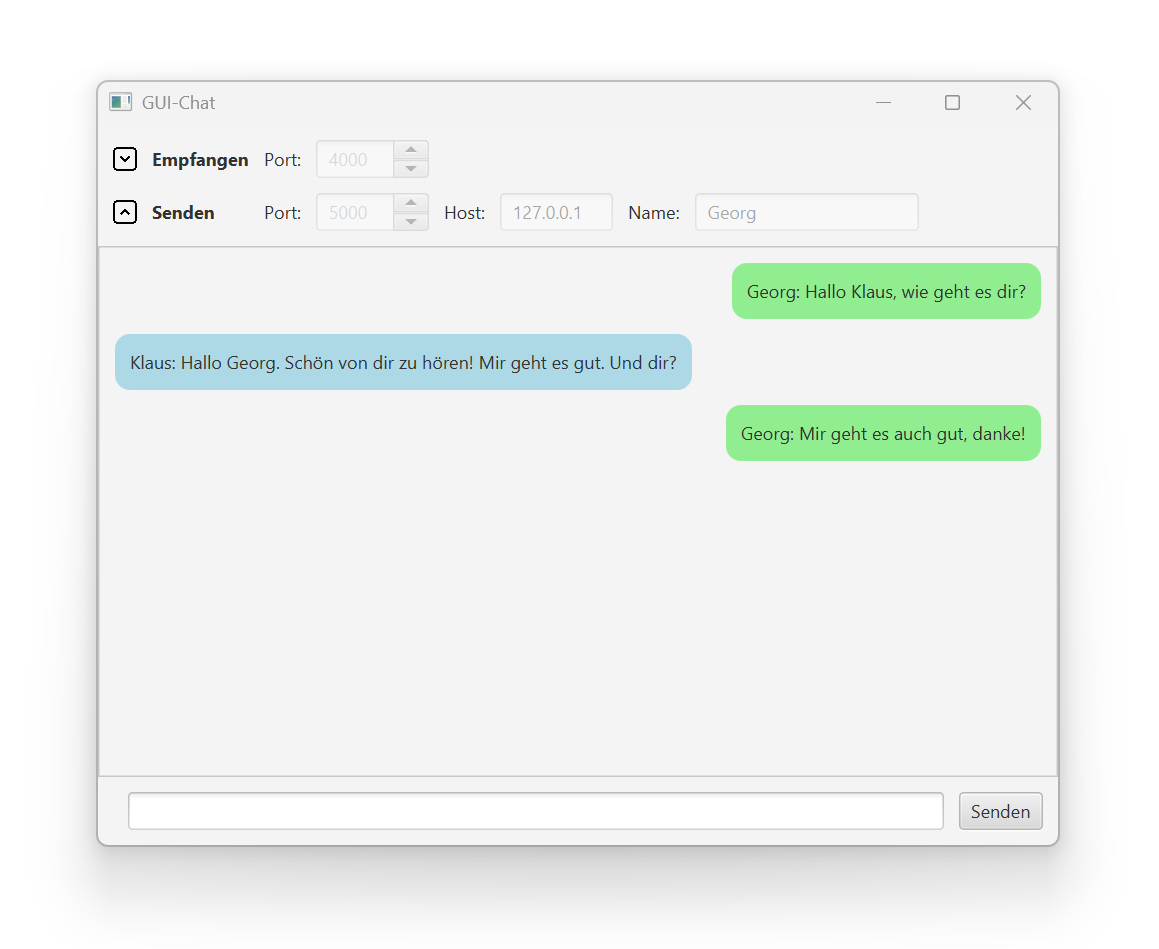 GUI-Chat
Empfangen Port: 4000
Senden Port: 5000 Host: 127.0.0.1 Name: Georg
Georg: Hallo Klaus, wie geht es dir?
Klaus: Hallo Georg. Schön von dir zu hören! Mir geht es gut. Und dir?
Georg: Mir geht es auch gut, danke!
Senden